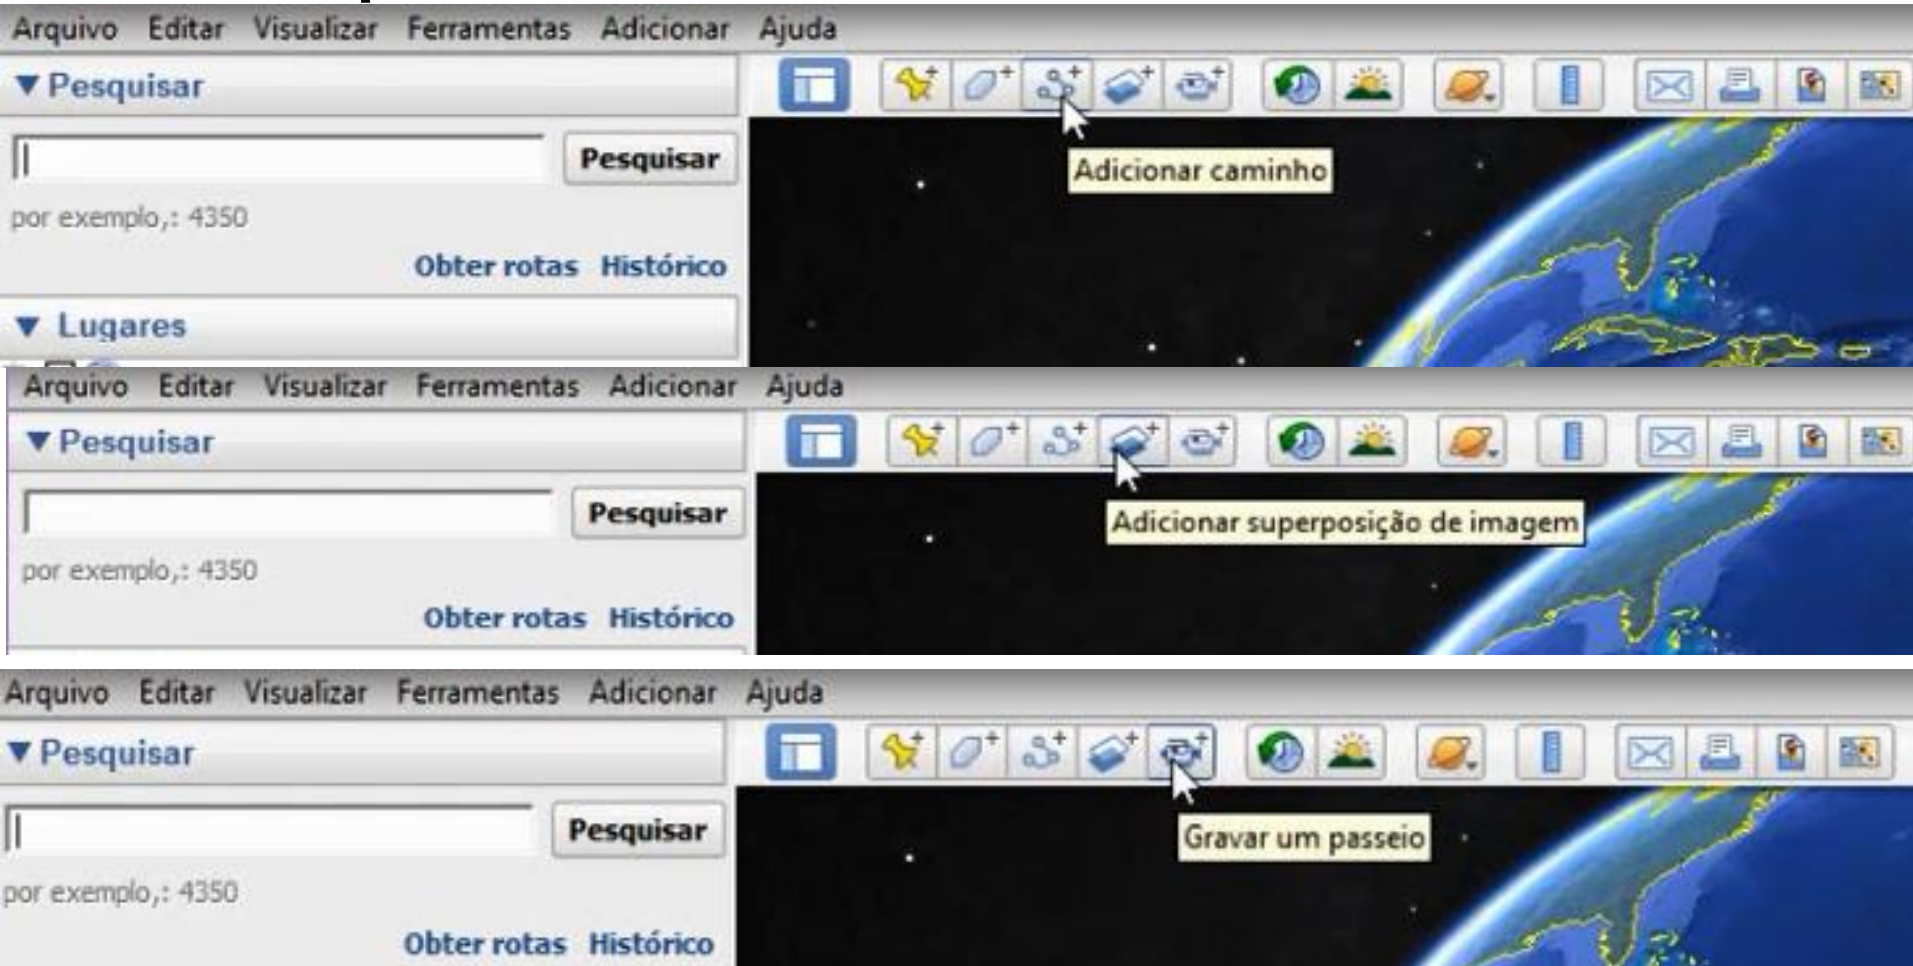 Arquivo Editar Visualizar Ferramentas Adicionar Ajuda
Pesquisar
Pesquisar
Adicionar caminho
por exemplo,: 4350
Obter rotas Histórico
Lugares
Arquivo Editar Visualizar Ferramentas Adicionar Ajuda
Pesquisar
Pesquisar
Adicionar superposição de imagem
por exemplo,: 4350
Obter rotas Histórico
Arquivo Editar Visualizar Ferramentas Adicionar Ajuda
Pesquisar
Pesquisar
Gravar um passeio
por exemplo,: 4350
Obter rotas Histórico